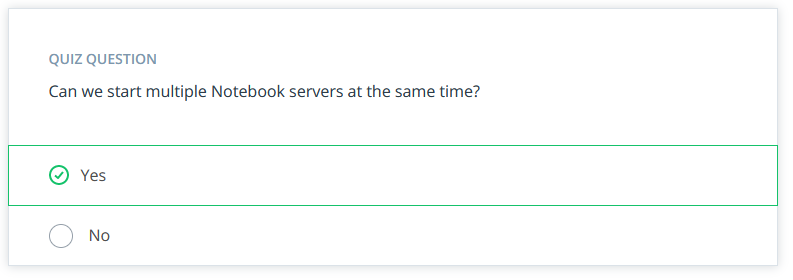 QUIZ QUESTION
Can we start multiple Notebook servers at the same time?
Yes
No